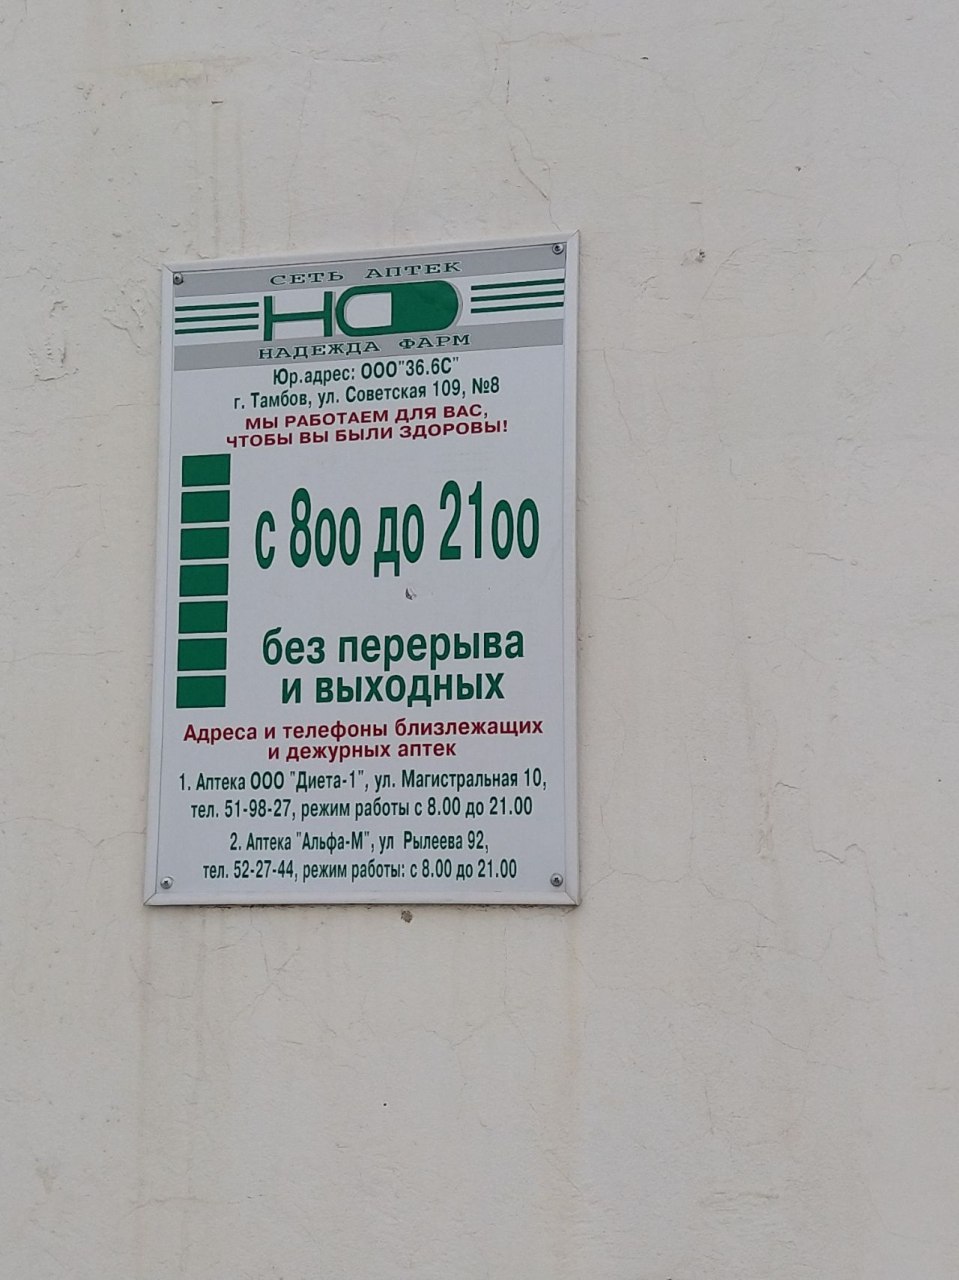 СЕТЬ АПТЕК
НФ
НАДЕЖДА ФАРМ
Юр.адрес: ООО"36.6С"
г. Тамбов, ул. Советская 109, №8
МЫ РАБОТАЕМ ДЛЯ ВАС,
ЧТОБЫ ВЫ БЫЛИ ЗДОРОВЫ!
с 800 до 2100
без перерыва
и выходных
Адреса и телефоны близлежащих
и дежурных аптек
1. Аптека ООО "Диета-1", ул. Магистральная 10,
тел. 51-98-27, режим работы с 8.00 до 21.00
2. Аптека "Альфа-М", ул Рылеева 92,
тел. 52-27-44, режим работы: с 8.00 до 21.00